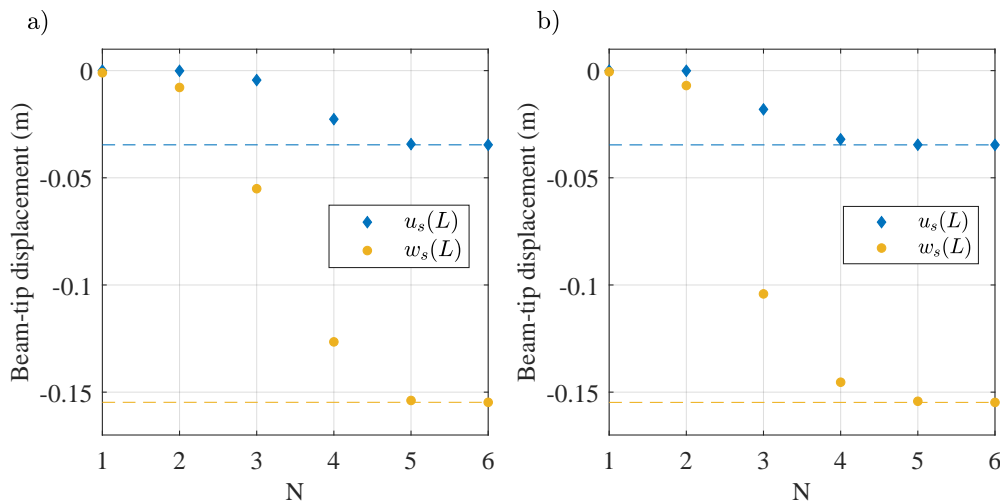 a)
0
-0.05
-0.1
-0.15
Beam-tip displacement (m)
u_s(L)
w_s(L)
1 2 3 4 5 6
N
b)
0
-0.05
-0.1
-0.15
Beam-tip displacement (m)
u_s(L)
w_s(L)
1 2 3 4 5 6
N